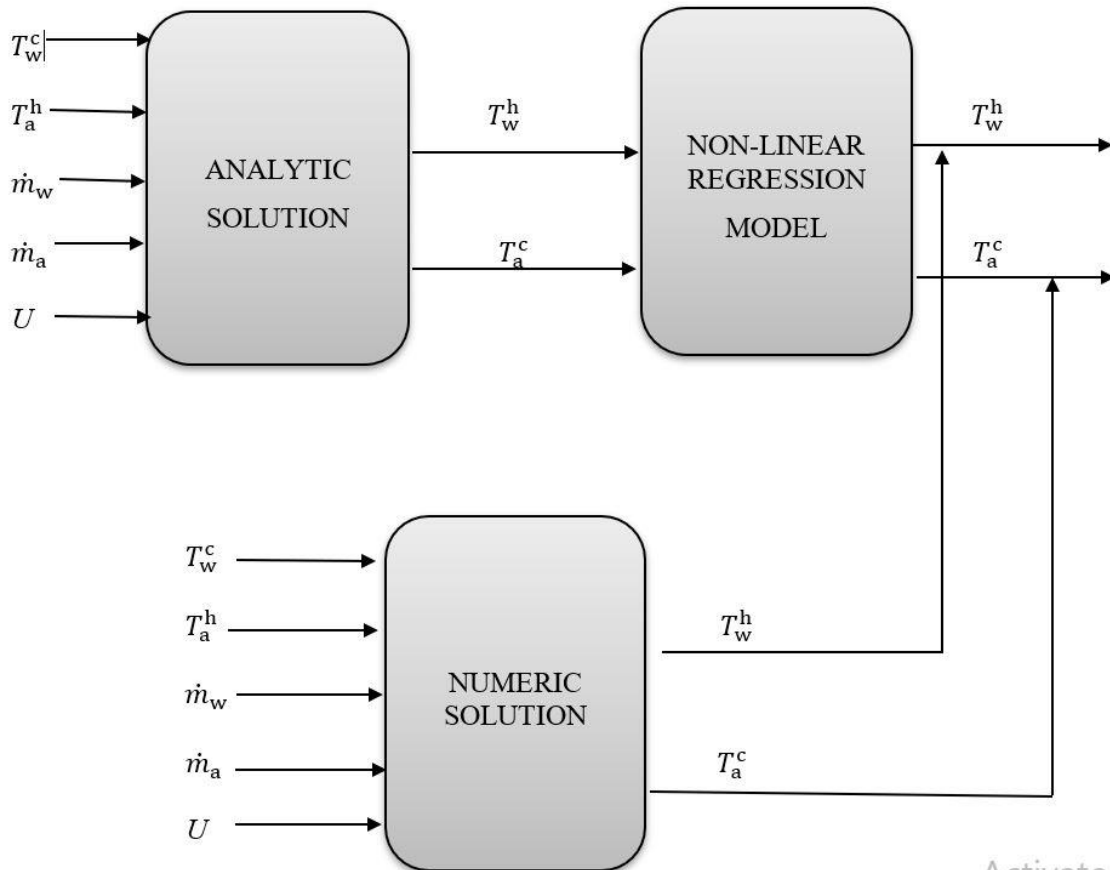 T_w^c
T_a^h
ṁ_w
ṁ_a
U
ANALYTIC
SOLUTION
T_w^h
T_a^c
NON-LINEAR
REGRESSION
MODEL
T_w^h
T_a^c
T_w^c
T_a^h
ṁ_w
ṁ_a
U
NUMERIC
SOLUTION
T_w^h
T_a^c
Activate